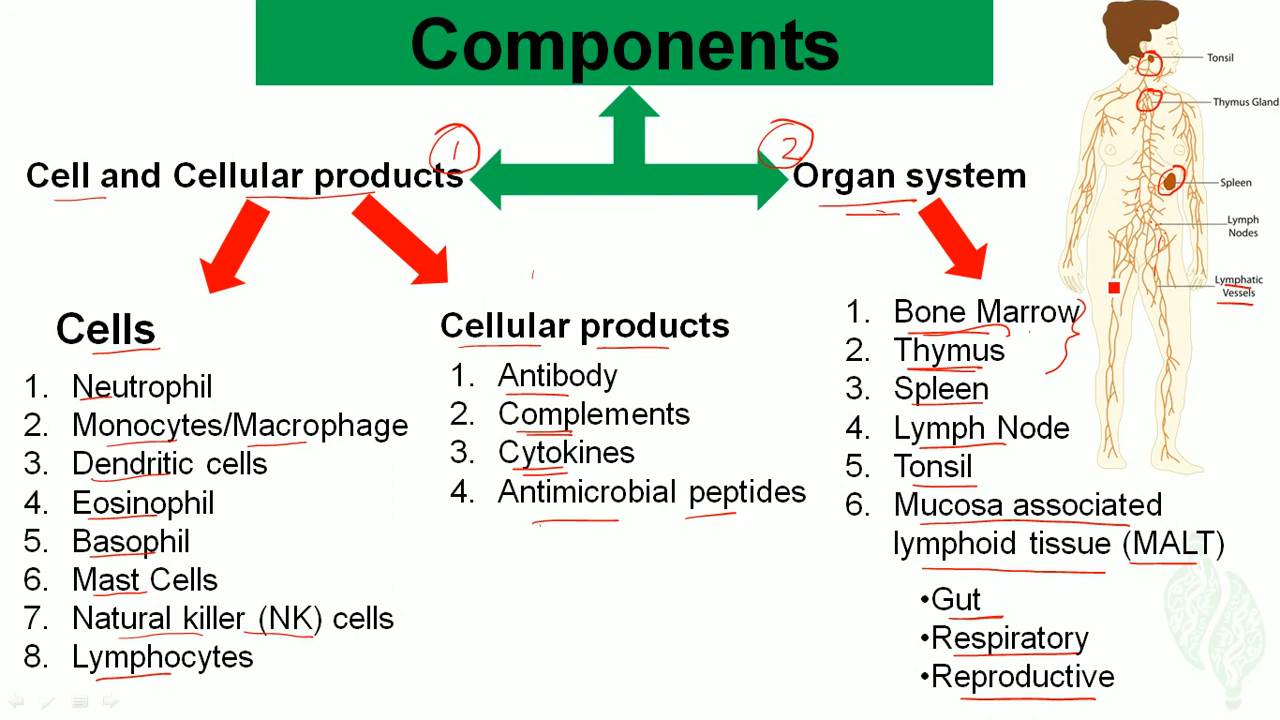 Components
1
2
Cell and Cellular products
Organ system
Cells
1. Neutrophil
2. Monocytes/Macrophage
3. Dendritic cells
4. Eosinophil
5. Basophil
6. Mast Cells
7. Natural killer (NK) cells
8. Lymphocytes
Cellular products
1. Antibody
2. Complements
3. Cytokines
4. Antimicrobial peptides
1. Bone Marrow
2. Thymus
3. Spleen
4. Lymph Node
5. Tonsil
6. Mucosa associated
lymphoid tissue (MALT)
•Gut
•Respiratory
•Reproductive
Tonsil
Thymus Gland
Spleen
Lymph
Nodes
Lymphatic
Vessels